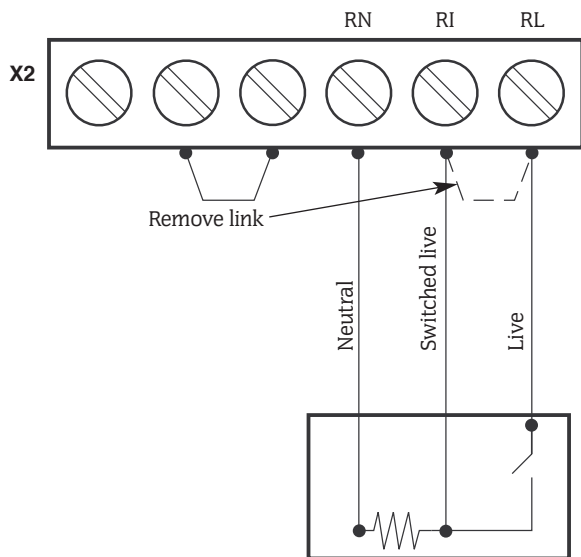 RN RI RL
X2
Remove link
Neutral
Switched live
Live